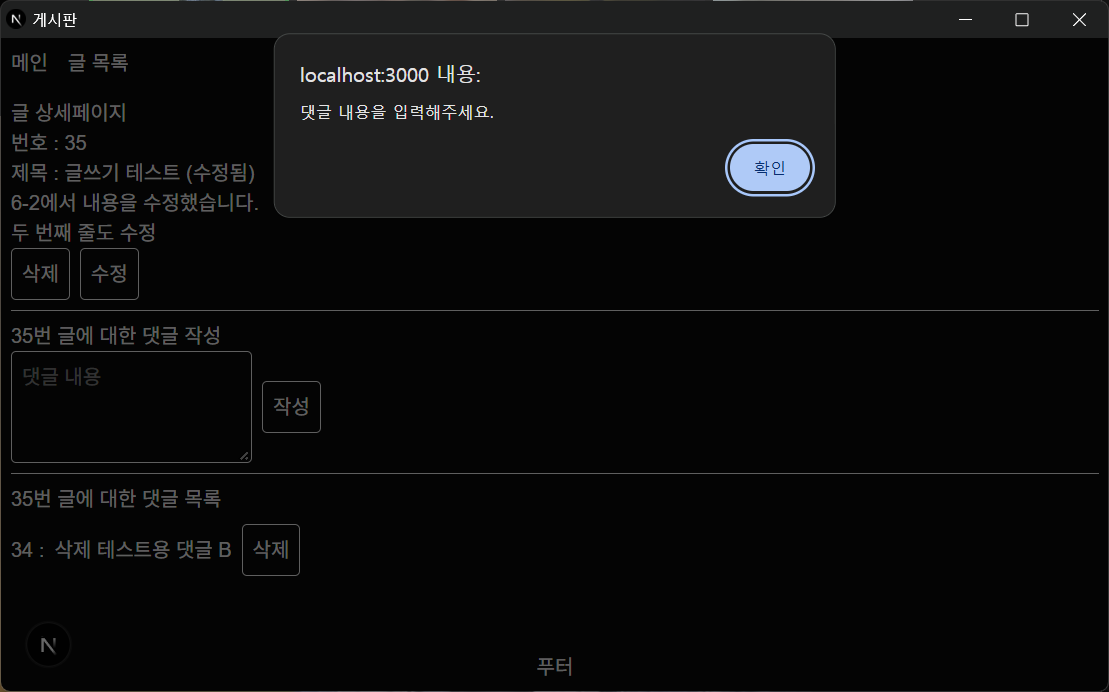 N 게시판
localhost:3000 내용:
댓글 내용을 입력해주세요.
확인
메인 글 목록
글 상세페이지
번호 : 35
제목 : 글쓰기 테스트 (수정됨)
6-2에서 내용을 수정했습니다.
두 번째 줄도 수정
삭제 수정
35번 글에 대한 댓글 작성
댓글 내용
작성
35번 글에 대한 댓글 목록
34 : 삭제 테스트용 댓글 B 삭제
N
푸터